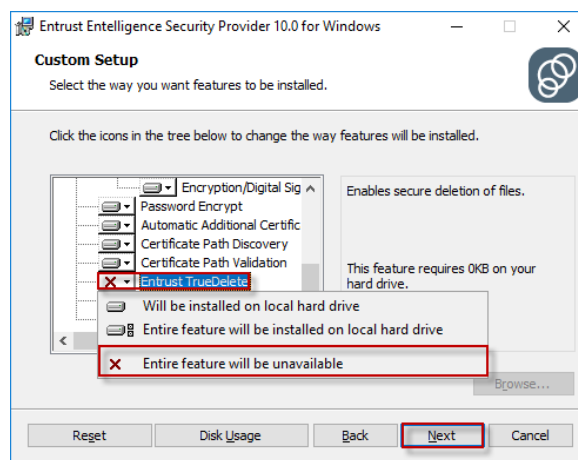 Entrust Entelligence Security Provider 10.0 for Windows
Custom Setup
Select the way you want features to be installed.
Click the icons in the tree below to change the way features will be installed.
Encryption/Digital Sig
Password Encrypt
Automatic Additional Certific
Certificate Path Discovery
Certificate Path Validation
Entrust TrueDelete
Enables secure deletion of files.
This feature requires 0KB on your
hard drive.
Will be installed on local hard drive
Entire feature will be installed on local hard drive
Entire feature will be unavailable
Browse...
Reset
Disk Usage
Back
Next
Cancel